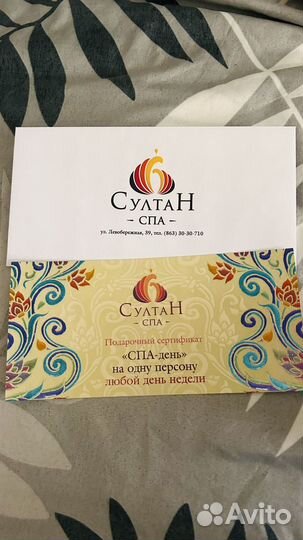 СултаН
– СПА –
ул. Левобережная, 39, тел. (863) 30-30-710
СултаН
– СПА –
Подарочный сертификат
«СПА-день»
на одну персону
любой день недели
Avito